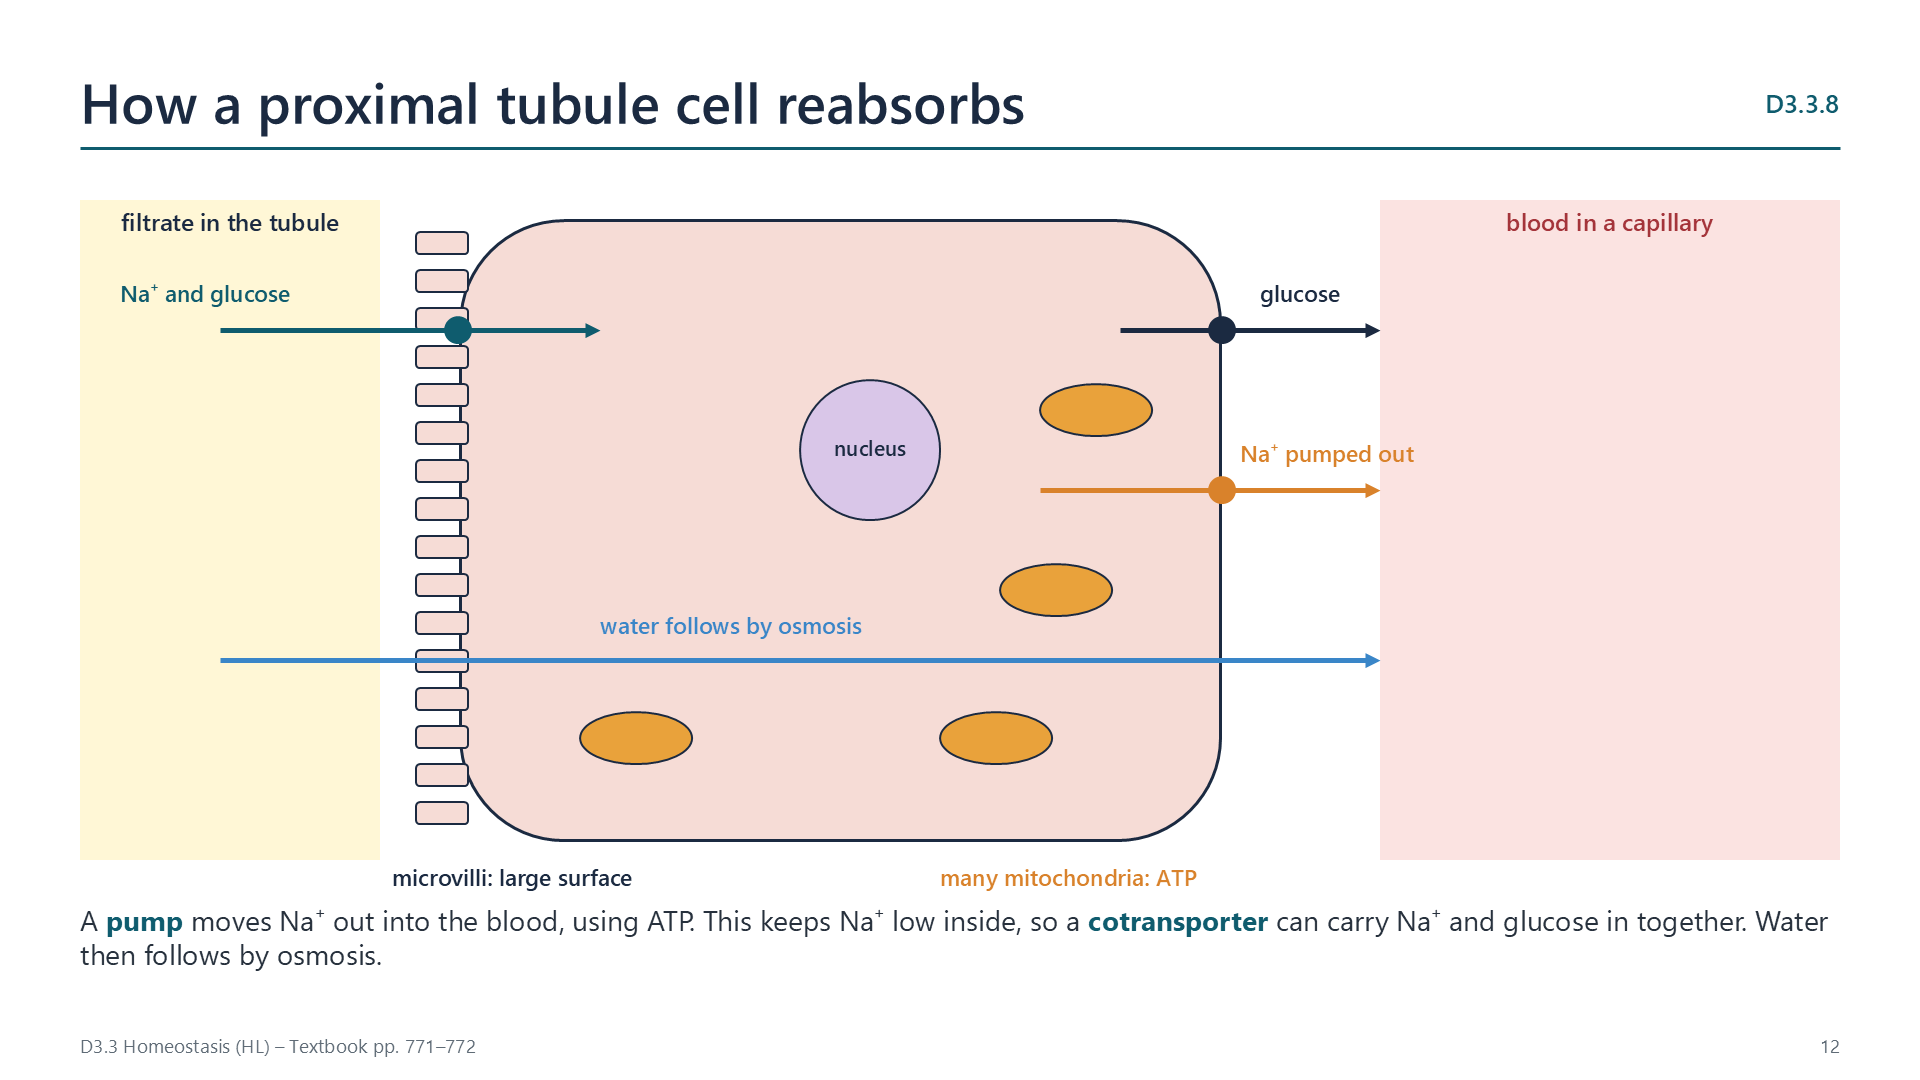 How a proximal tubule cell reabsorbs
D3.3.8
filtrate in the tubule
blood in a capillary
Na⁺ and glucose
glucose
nucleus
Na⁺ pumped out
water follows by osmosis
microvilli: large surface
many mitochondria: ATP
A pump moves Na⁺ out into the blood, using ATP. This keeps Na⁺ low inside, so a cotransporter can carry Na⁺ and glucose in together. Water
then follows by osmosis.
D3.3 Homeostasis (HL) – Textbook pp. 771–772
12